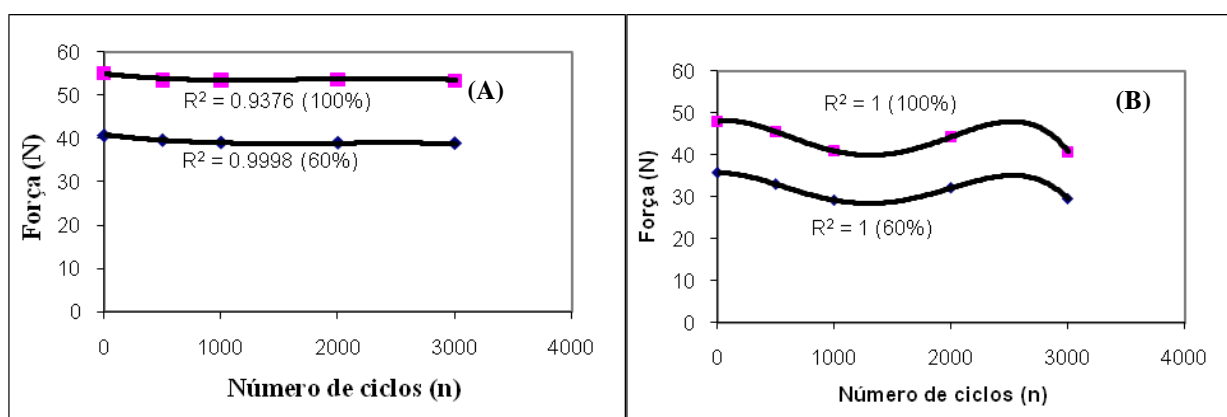 60
50
40
30
20
10
0
Força (N)
(A)
R² = 0.9376 (100%)
R² = 0.9998 (60%)
0 1000 2000 3000 4000
Número de ciclos (n)
60
50
40
30
20
10
0
Força (N)
(B)
R² = 1 (100%)
R² = 1 (60%)
0 1000 2000 3000 4000
Número de ciclos (n)